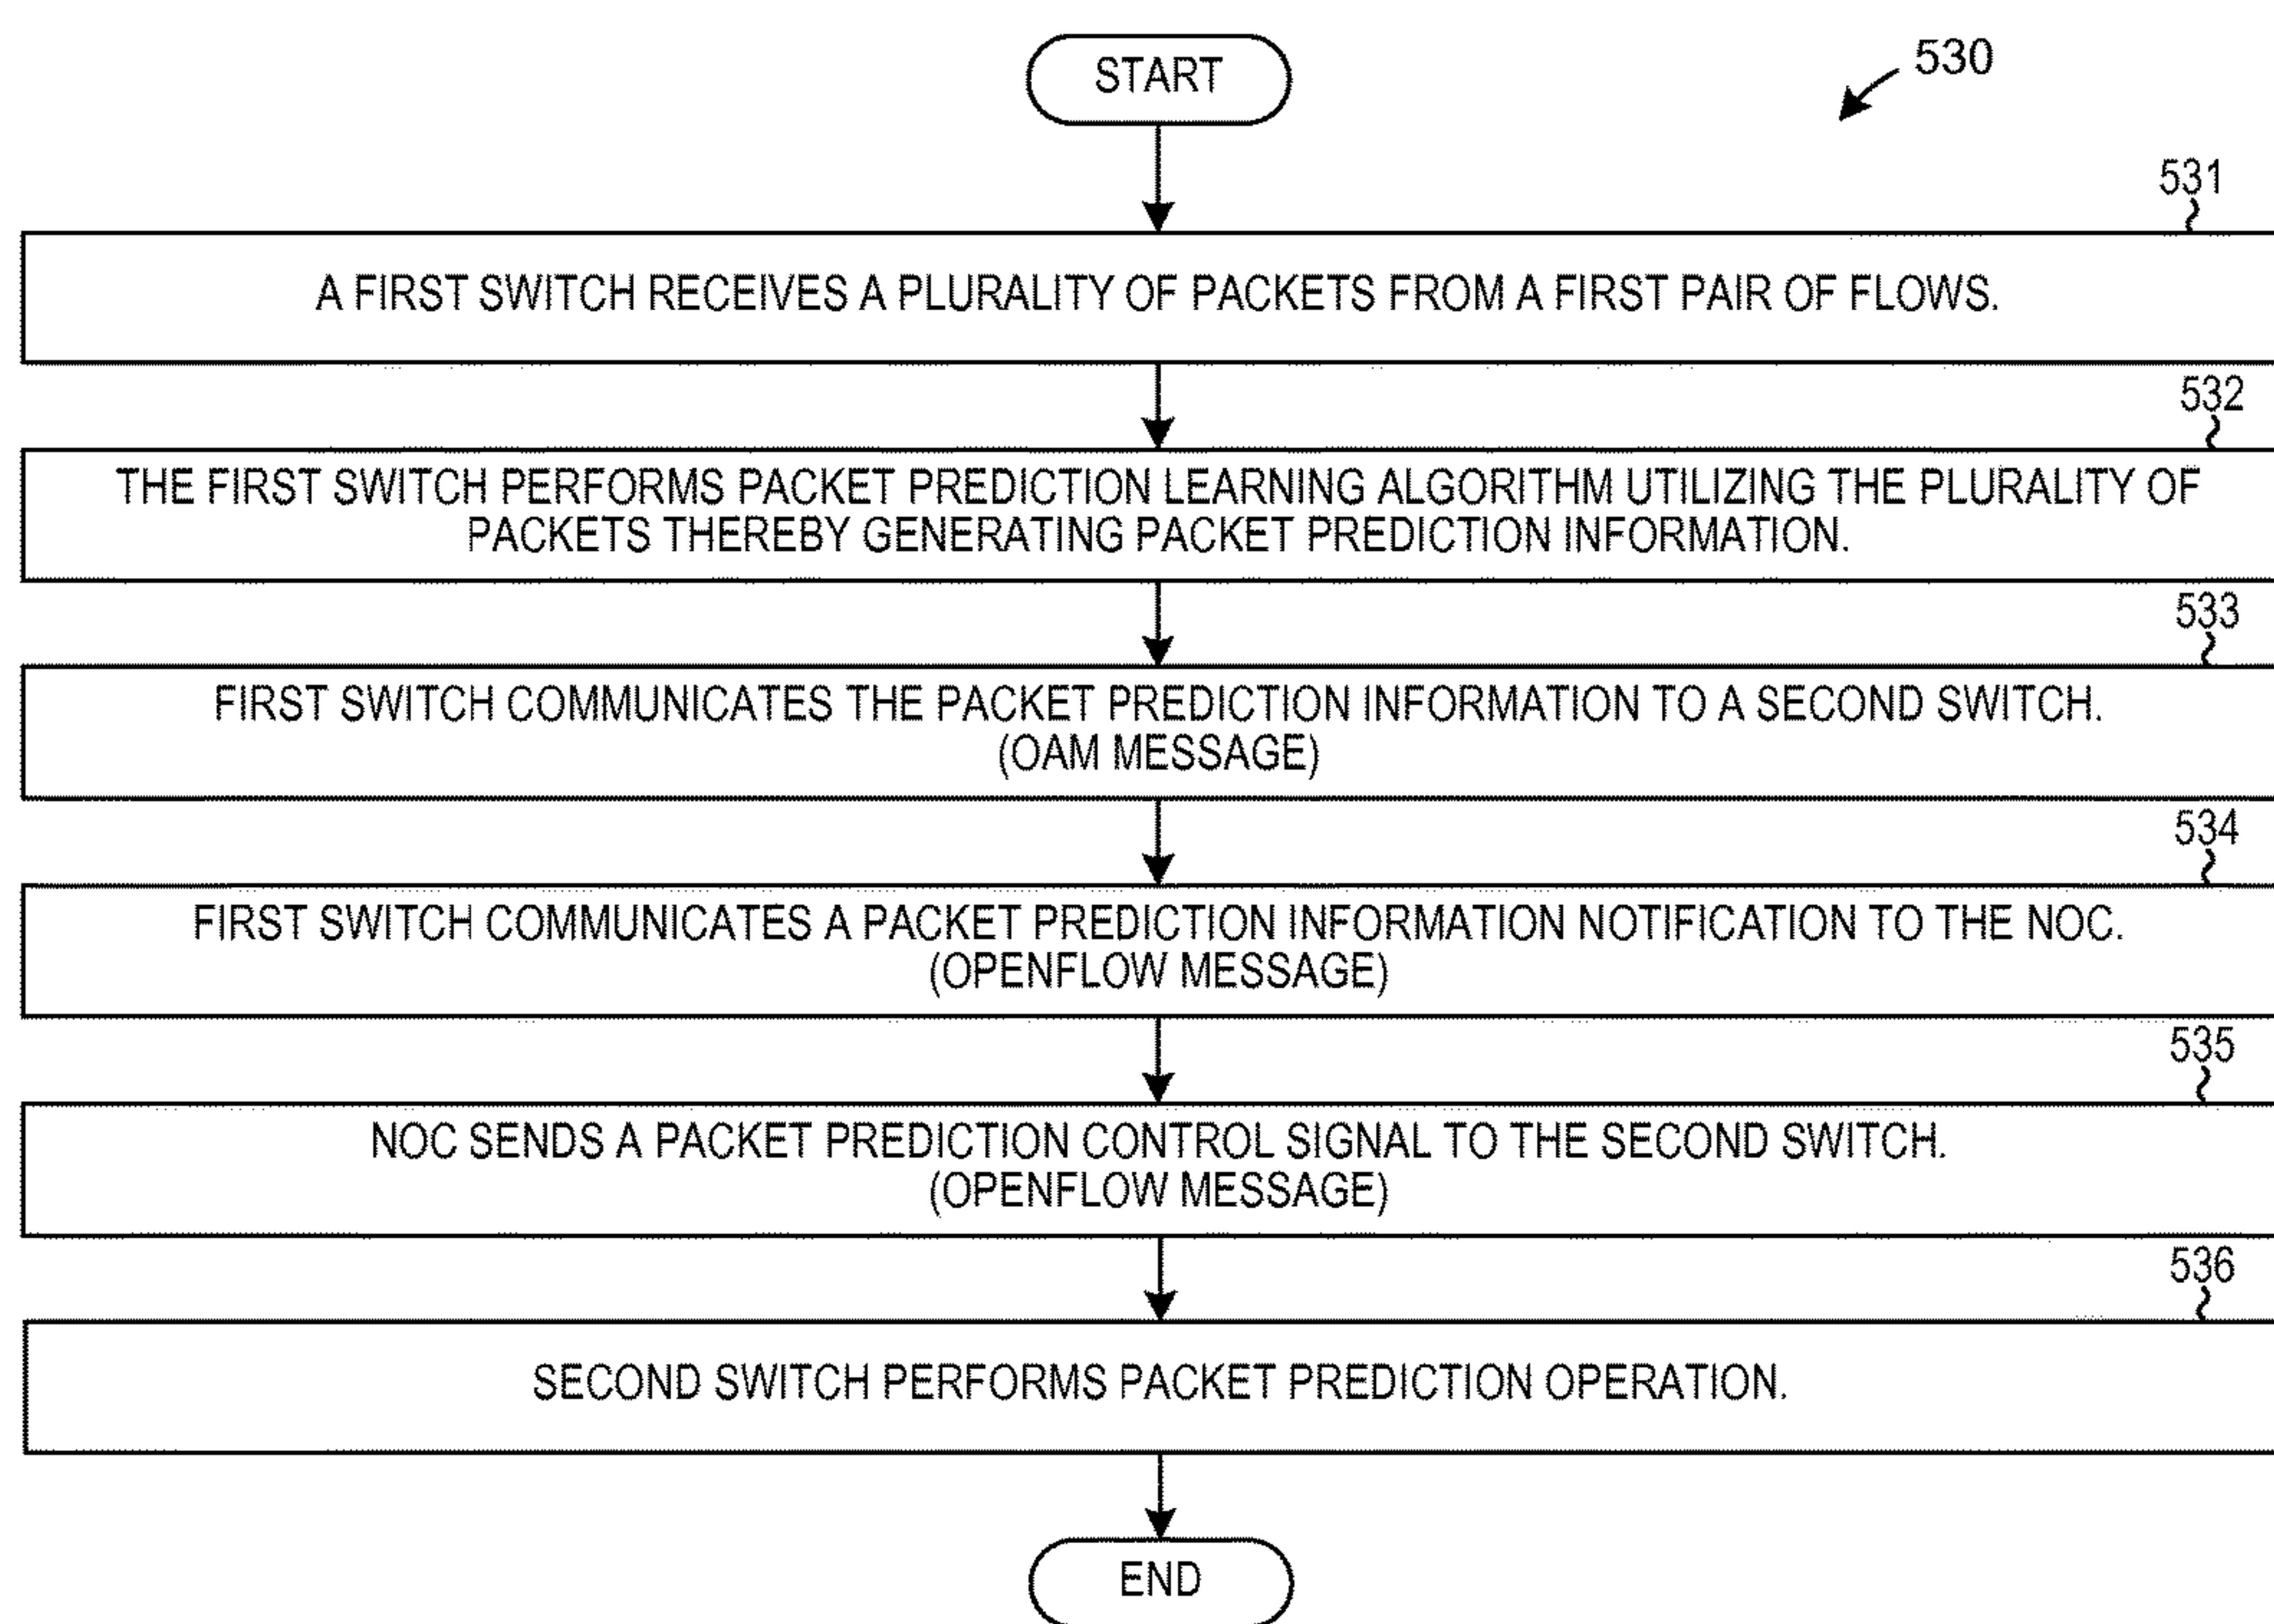 START
530
531
A FIRST SWITCH RECEIVES A PLURALITY OF PACKETS FROM A FIRST PAIR OF FLOWS.
532
THE FIRST SWITCH PERFORMS PACKET PREDICTION LEARNING ALGORITHM UTILIZING THE PLURALITY OF
PACKETS THEREBY GENERATING PACKET PREDICTION INFORMATION.
533
FIRST SWITCH COMMUNICATES THE PACKET PREDICTION INFORMATION TO A SECOND SWITCH.
(OAM MESSAGE)
534
FIRST SWITCH COMMUNICATES A PACKET PREDICTION INFORMATION NOTIFICATION TO THE NOC.
(OPENFLOW MESSAGE)
535
NOC SENDS A PACKET PREDICTION CONTROL SIGNAL TO THE SECOND SWITCH.
(OPENFLOW MESSAGE)
536
SECOND SWITCH PERFORMS PACKET PREDICTION OPERATION.
END